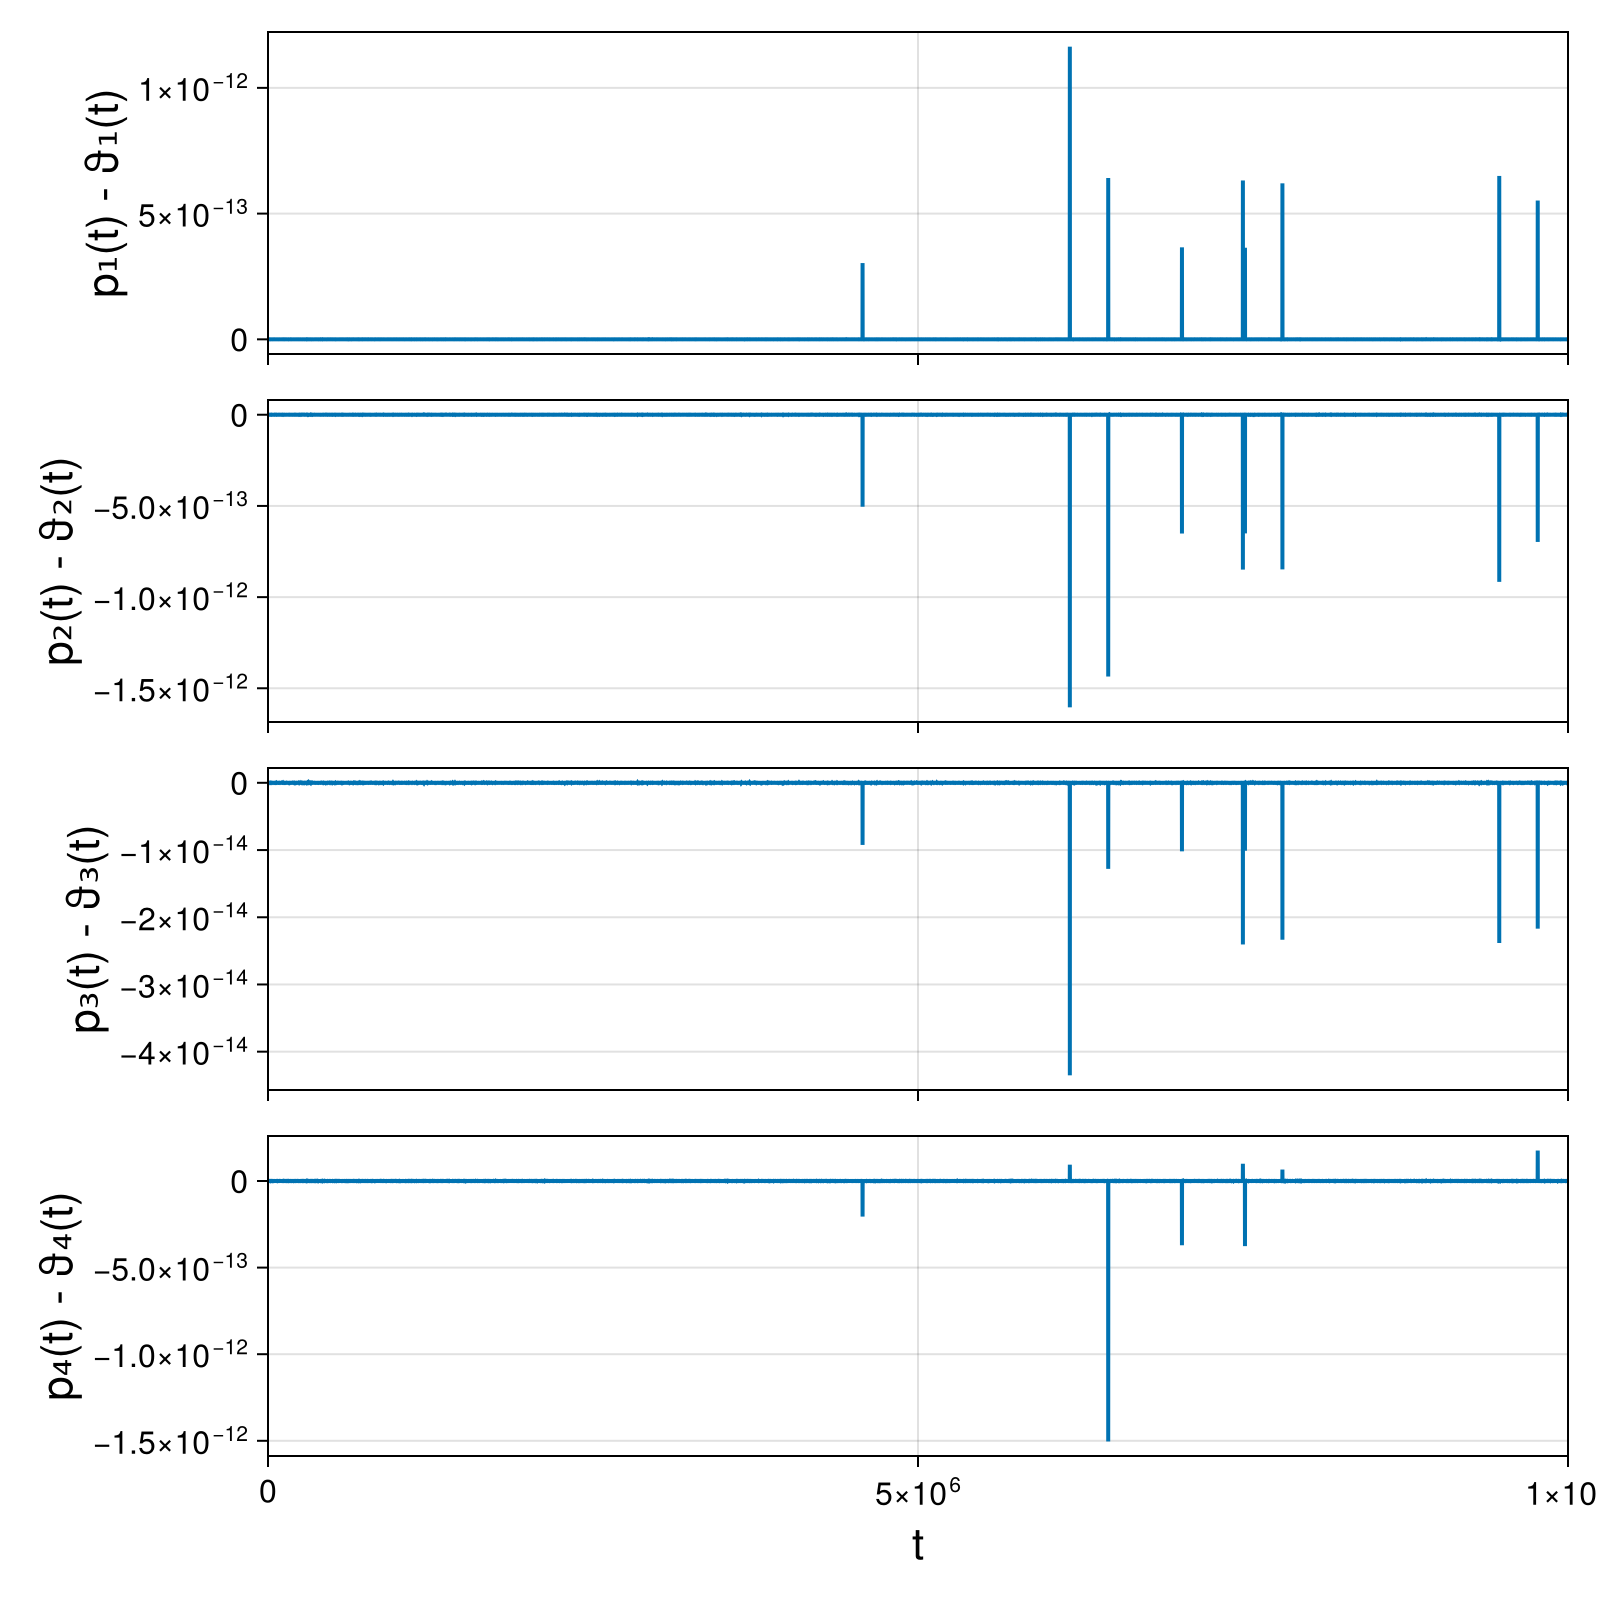 p₁(t) - ϑ₁(t)
1×10⁻¹²
5×10⁻¹³
0
p₂(t) - ϑ₂(t)
0
−5.0×10⁻¹³
−1.0×10⁻¹²
−1.5×10⁻¹²
p₃(t) - ϑ₃(t)
0
−1×10⁻¹⁴
−2×10⁻¹⁴
−3×10⁻¹⁴
−4×10⁻¹⁴
p₄(t) - ϑ₄(t)
0
−5.0×10⁻¹³
−1.0×10⁻¹²
−1.5×10⁻¹²
0 5×10⁶ 1×10
t